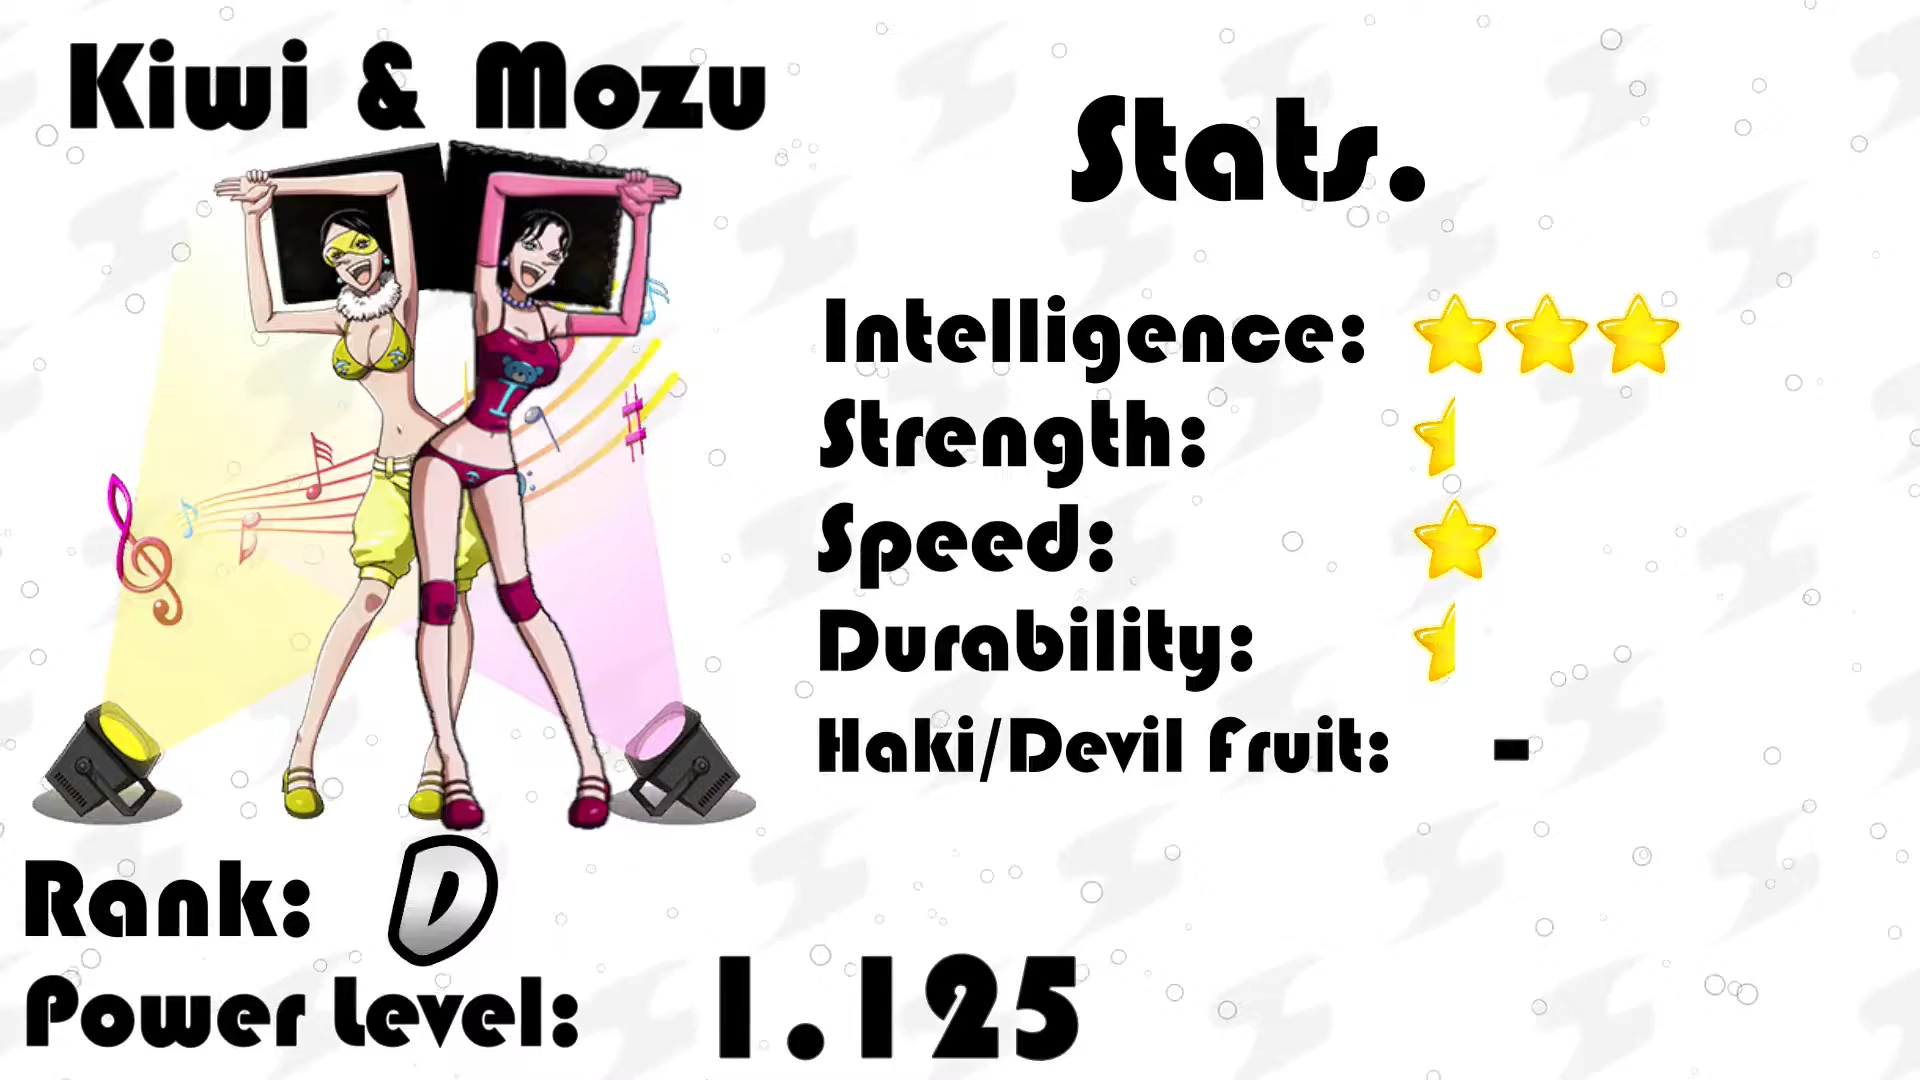 Kiwi & Mozu
Stats.
Intelligence:
Strength:
Speed:
Durability:
Haki/Devil Fruit: -
Rank: D
Power Level: 1.125
I